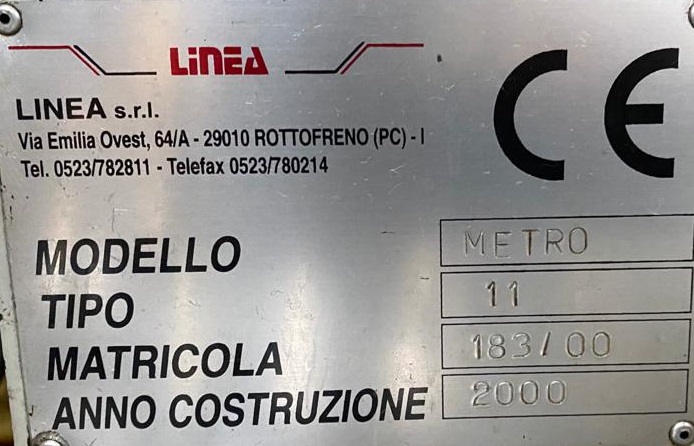 LINEA
LINEA s.r.l.
Via Emilia Ovest, 64/A - 29010 ROTTOFRENO (PC) - I
Tel. 0523/782811 - Telefax 0523/780214
CE
MODELLO METRO
TIPO 11
MATRICOLA 183/00
ANNO COSTRUZIONE 2000